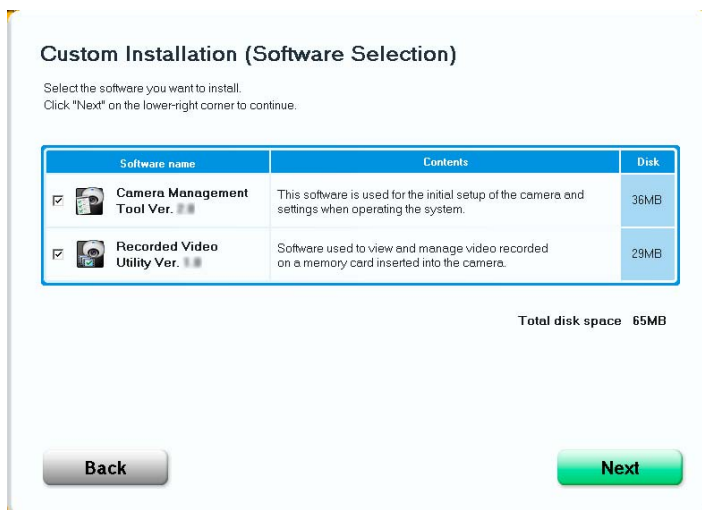 Custom Installation (Software Selection)
Select the software you want to install.
Click "Next" on the lower-right corner to continue.
Software name Contents Disk
Camera Management
Tool Ver.
This software is used for the initial setup of the camera and
settings when operating the system.
36MB
Recorded Video
Utility Ver.
Software used to view and manage video recorded
on a memory card inserted into the camera.
29MB
Total disk space 65MB
Back Next